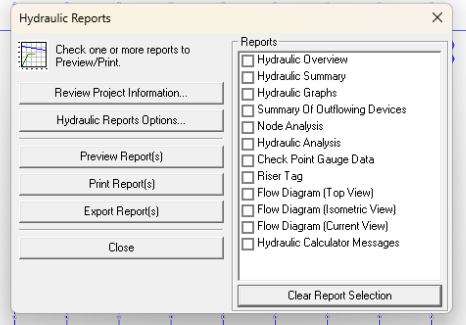 Hydraulic Reports
Check one or more reports to
Preview/Print.
Review Project Information...
Hydraulic Reports Options...
Preview Report(s)
Print Report(s)
Export Report(s)
Close
Reports
Hydraulic Overview
Hydraulic Summary
Hydraulic Graphs
Summary Of Outflowing Devices
Node Analysis
Hydraulic Analysis
Check Point Gauge Data
Riser Tag
Flow Diagram (Top View)
Flow Diagram (Isometric View)
Flow Diagram (Current View)
Hydraulic Calculator Messages
Clear Report Selection